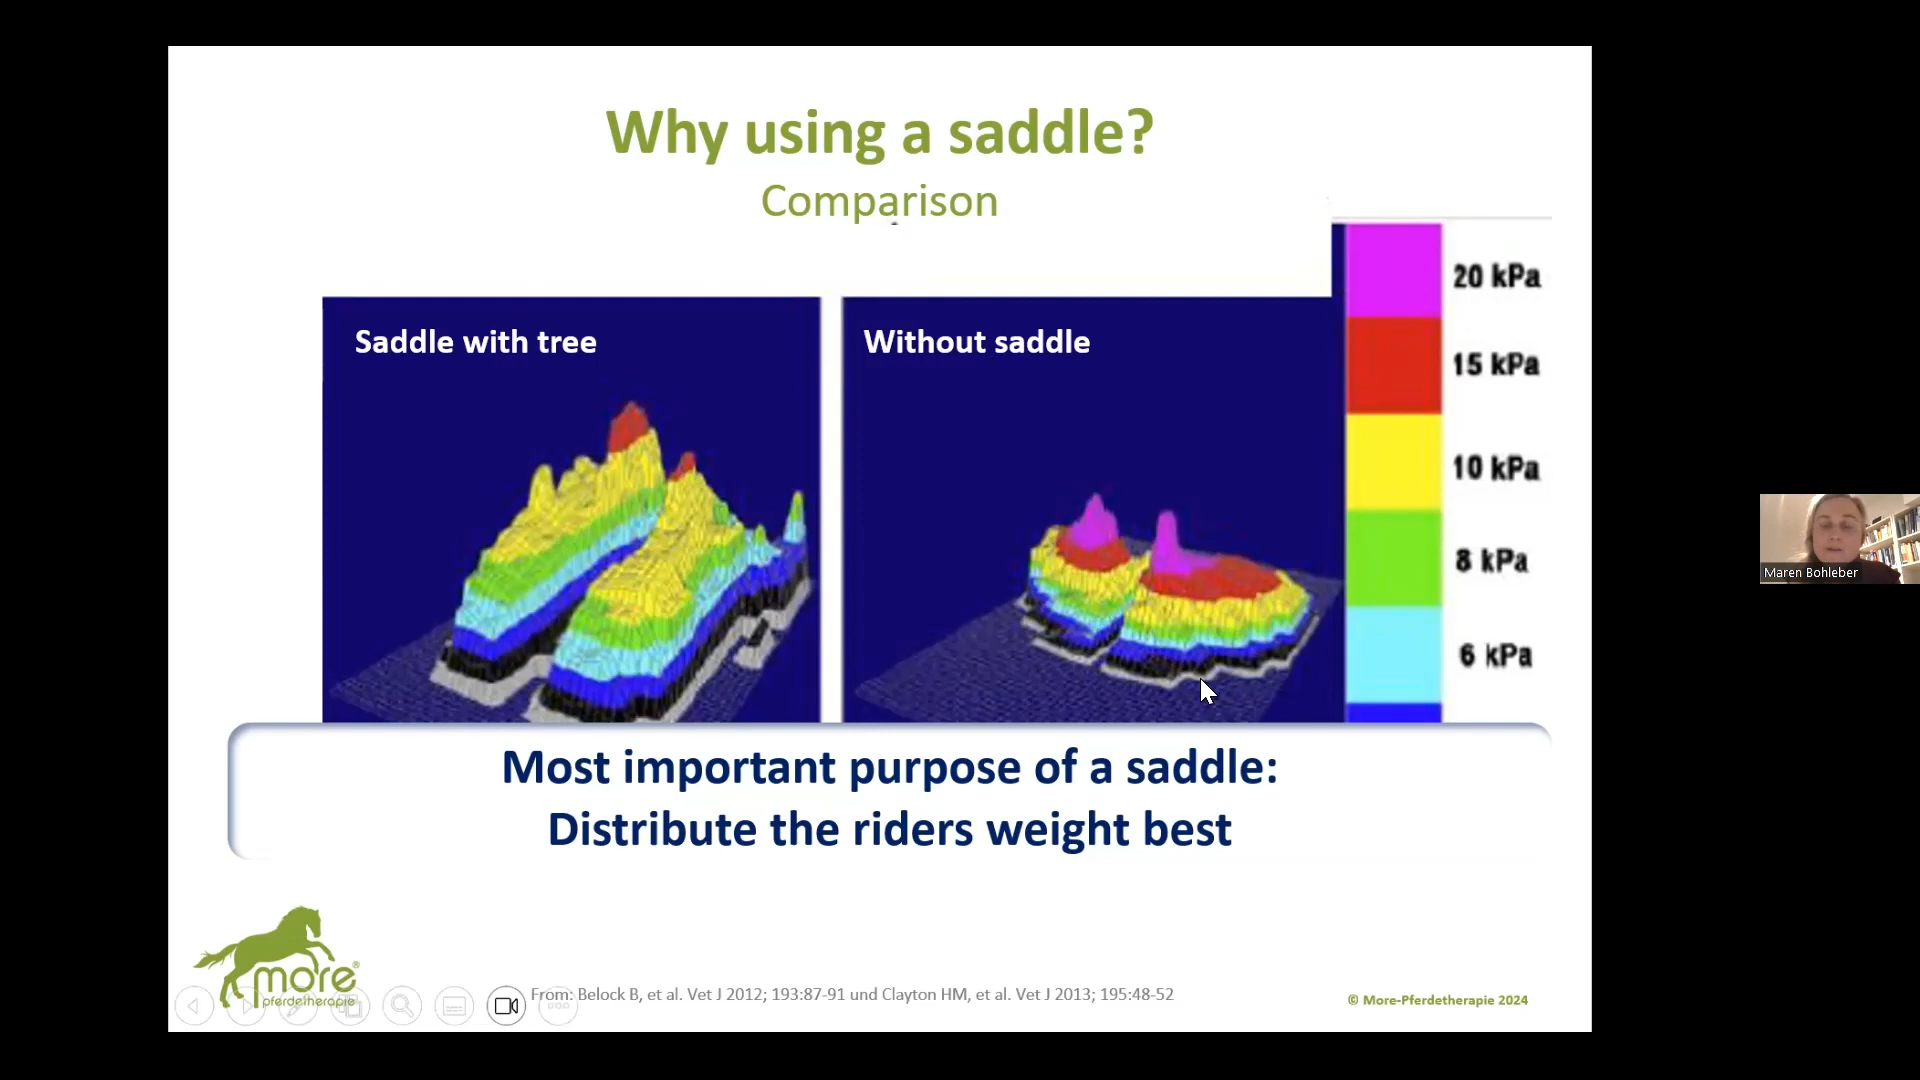 Why using a saddle?
Comparison
Saddle with tree
Without saddle
20 kPa
15 kPa
10 kPa
8 kPa
6 kPa
Most important purpose of a saddle:
Distribute the riders weight best
Maren Bohleber
more®
pferdetherapie
From: Belock B, et al. Vet J 2012; 193:87-91 und Clayton HM, et al. Vet J 2013; 195:48-52
© More-Pferdetherapie 2024